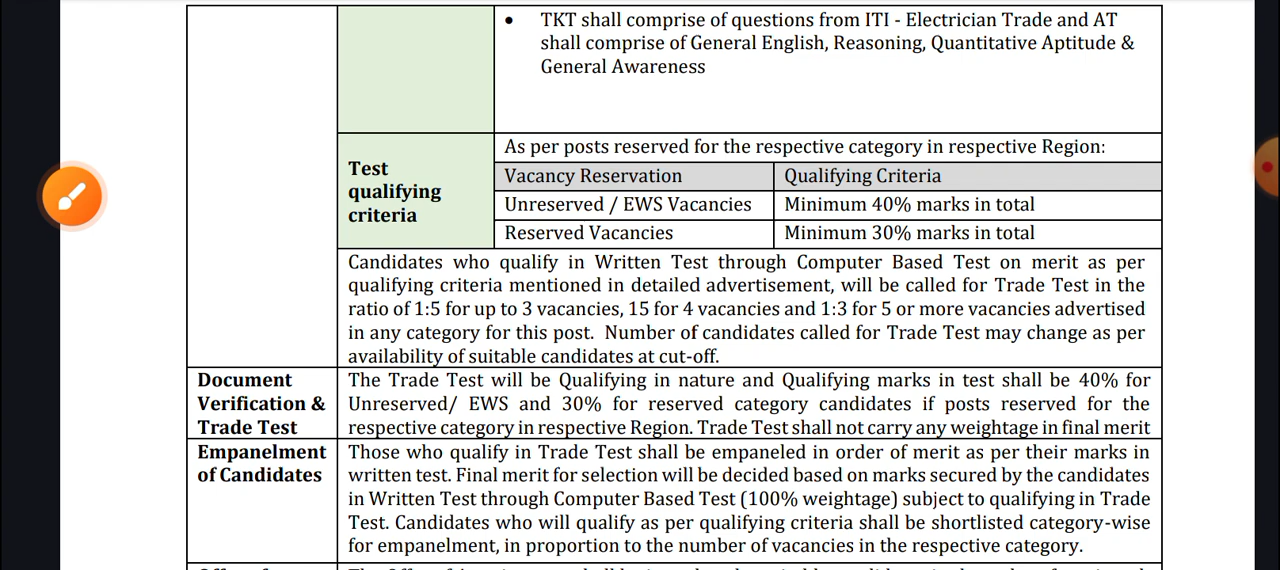 • TKT shall comprise of questions from ITI - Electrician Trade and AT
shall comprise of General English, Reasoning, Quantitative Aptitude &
General Awareness
Test
qualifying
criteria
As per posts reserved for the respective category in respective Region:
Vacancy Reservation Qualifying Criteria
Unreserved / EWS Vacancies Minimum 40% marks in total
Reserved Vacancies Minimum 30% marks in total
Candidates who qualify in Written Test through Computer Based Test on merit as per
qualifying criteria mentioned in detailed advertisement, will be called for Trade Test in the
ratio of 1:5 for up to 3 vacancies, 15 for 4 vacancies and 1:3 for 5 or more vacancies advertised
in any category for this post. Number of candidates called for Trade Test may change as per
availability of suitable candidates at cut-off.
Document
Verification &
Trade Test
The Trade Test will be Qualifying in nature and Qualifying marks in test shall be 40% for
Unreserved/ EWS and 30% for reserved category candidates if posts reserved for the
respective category in respective Region. Trade Test shall not carry any weightage in final merit
Empanelment
of Candidates
Those who qualify in Trade Test shall be empaneled in order of merit as per their marks in
written test. Final merit for selection will be decided based on marks secured by the candidates
in Written Test through Computer Based Test (100% weightage) subject to qualifying in Trade
Test. Candidates who will qualify as per qualifying criteria shall be shortlisted category-wise
for empanelment, in proportion to the number of vacancies in the respective category.